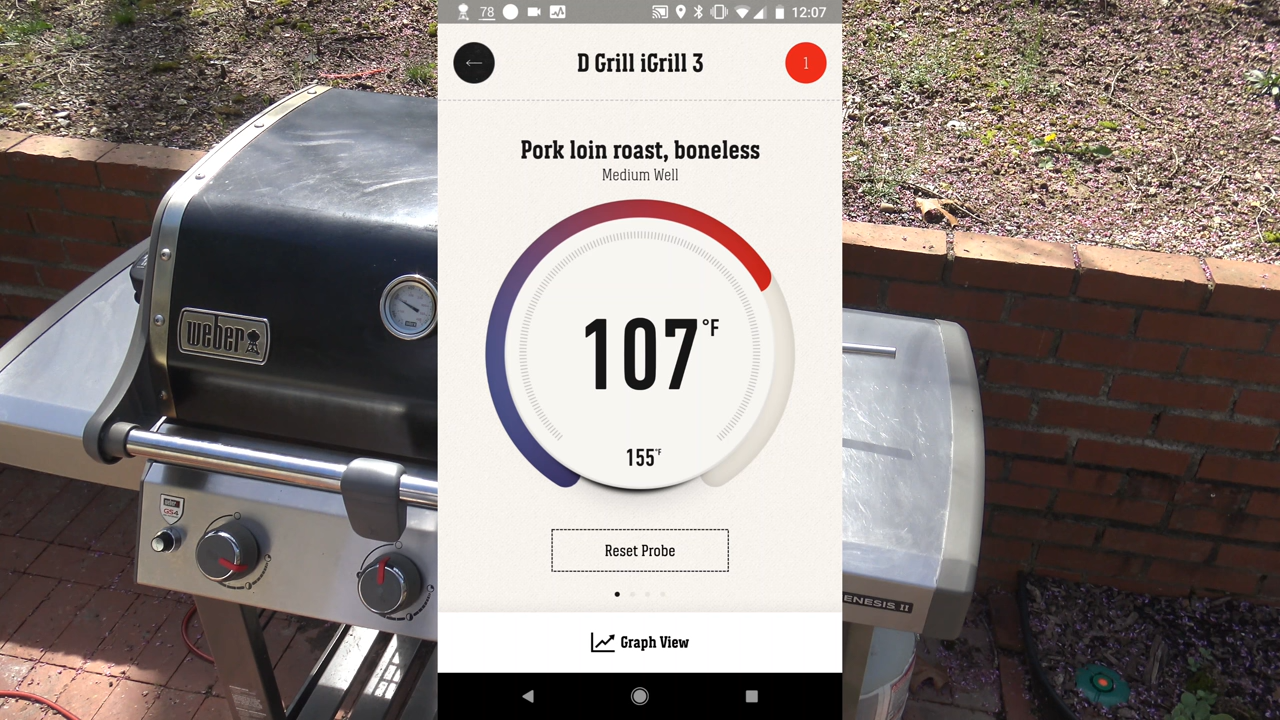 78
12:07
D Grill iGrill 3
1
Pork loin roast, boneless
Medium Well
107°F
155°F
Reset Probe
Graph View
weber
weber
GS4
ENESIS II